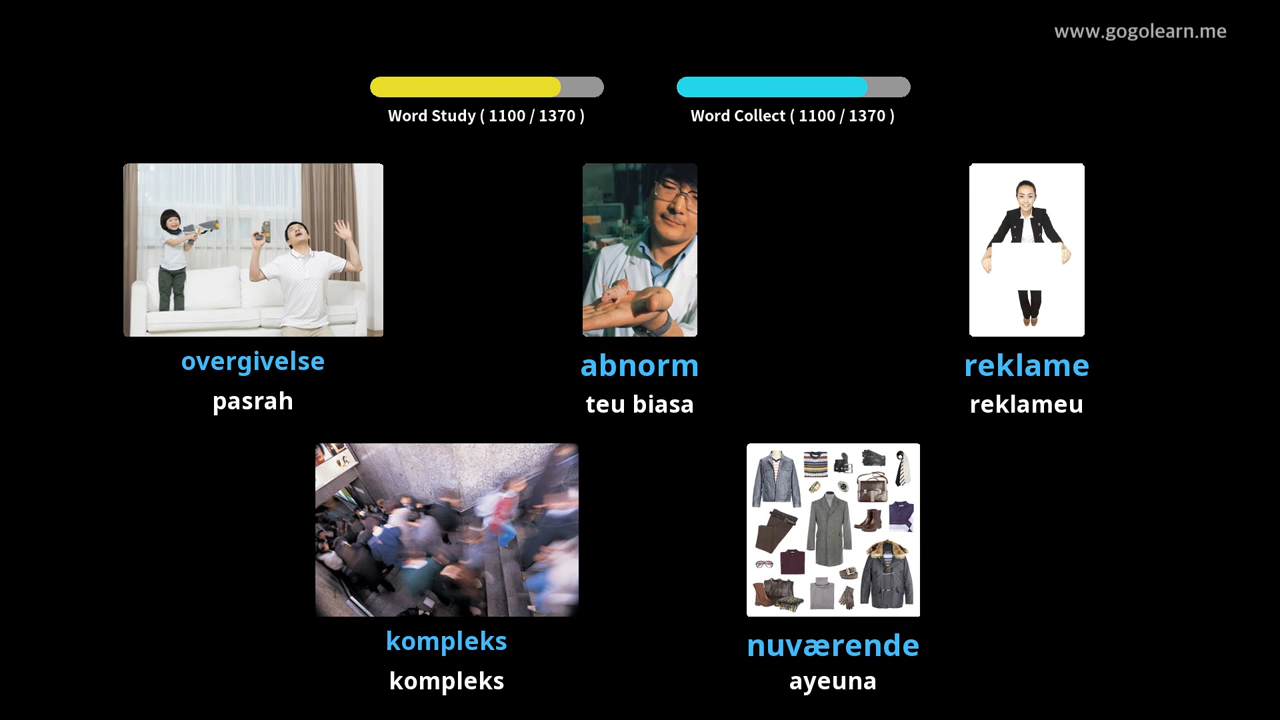 www.gogolearn.me
Word Study ( 1100 / 1370 )
Word Collect ( 1100 / 1370 )
overgivelse
pasrah
abnorm
teu biasa
reklame
reklameu
kompleks
kompleks
nuværende
ayeuna